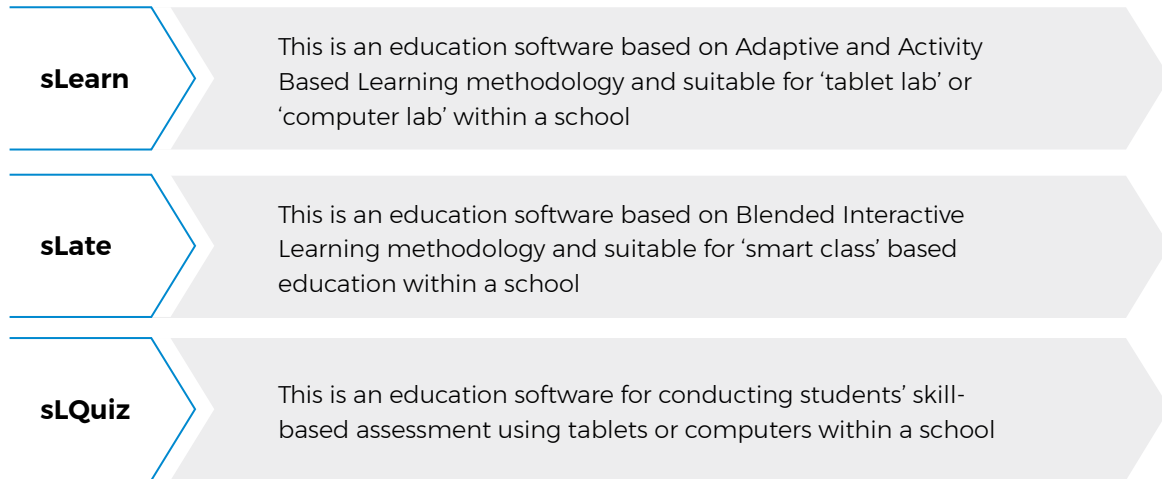 sLearn
This is an education software based on Adaptive and Activity
Based Learning methodology and suitable for ‘tablet lab’ or
‘computer lab’ within a school
sLate
This is an education software based on Blended Interactive
Learning methodology and suitable for ‘smart class’ based
education within a school
sLQuiz
This is an education software for conducting students’ skill-
based assessment using tablets or computers within a school